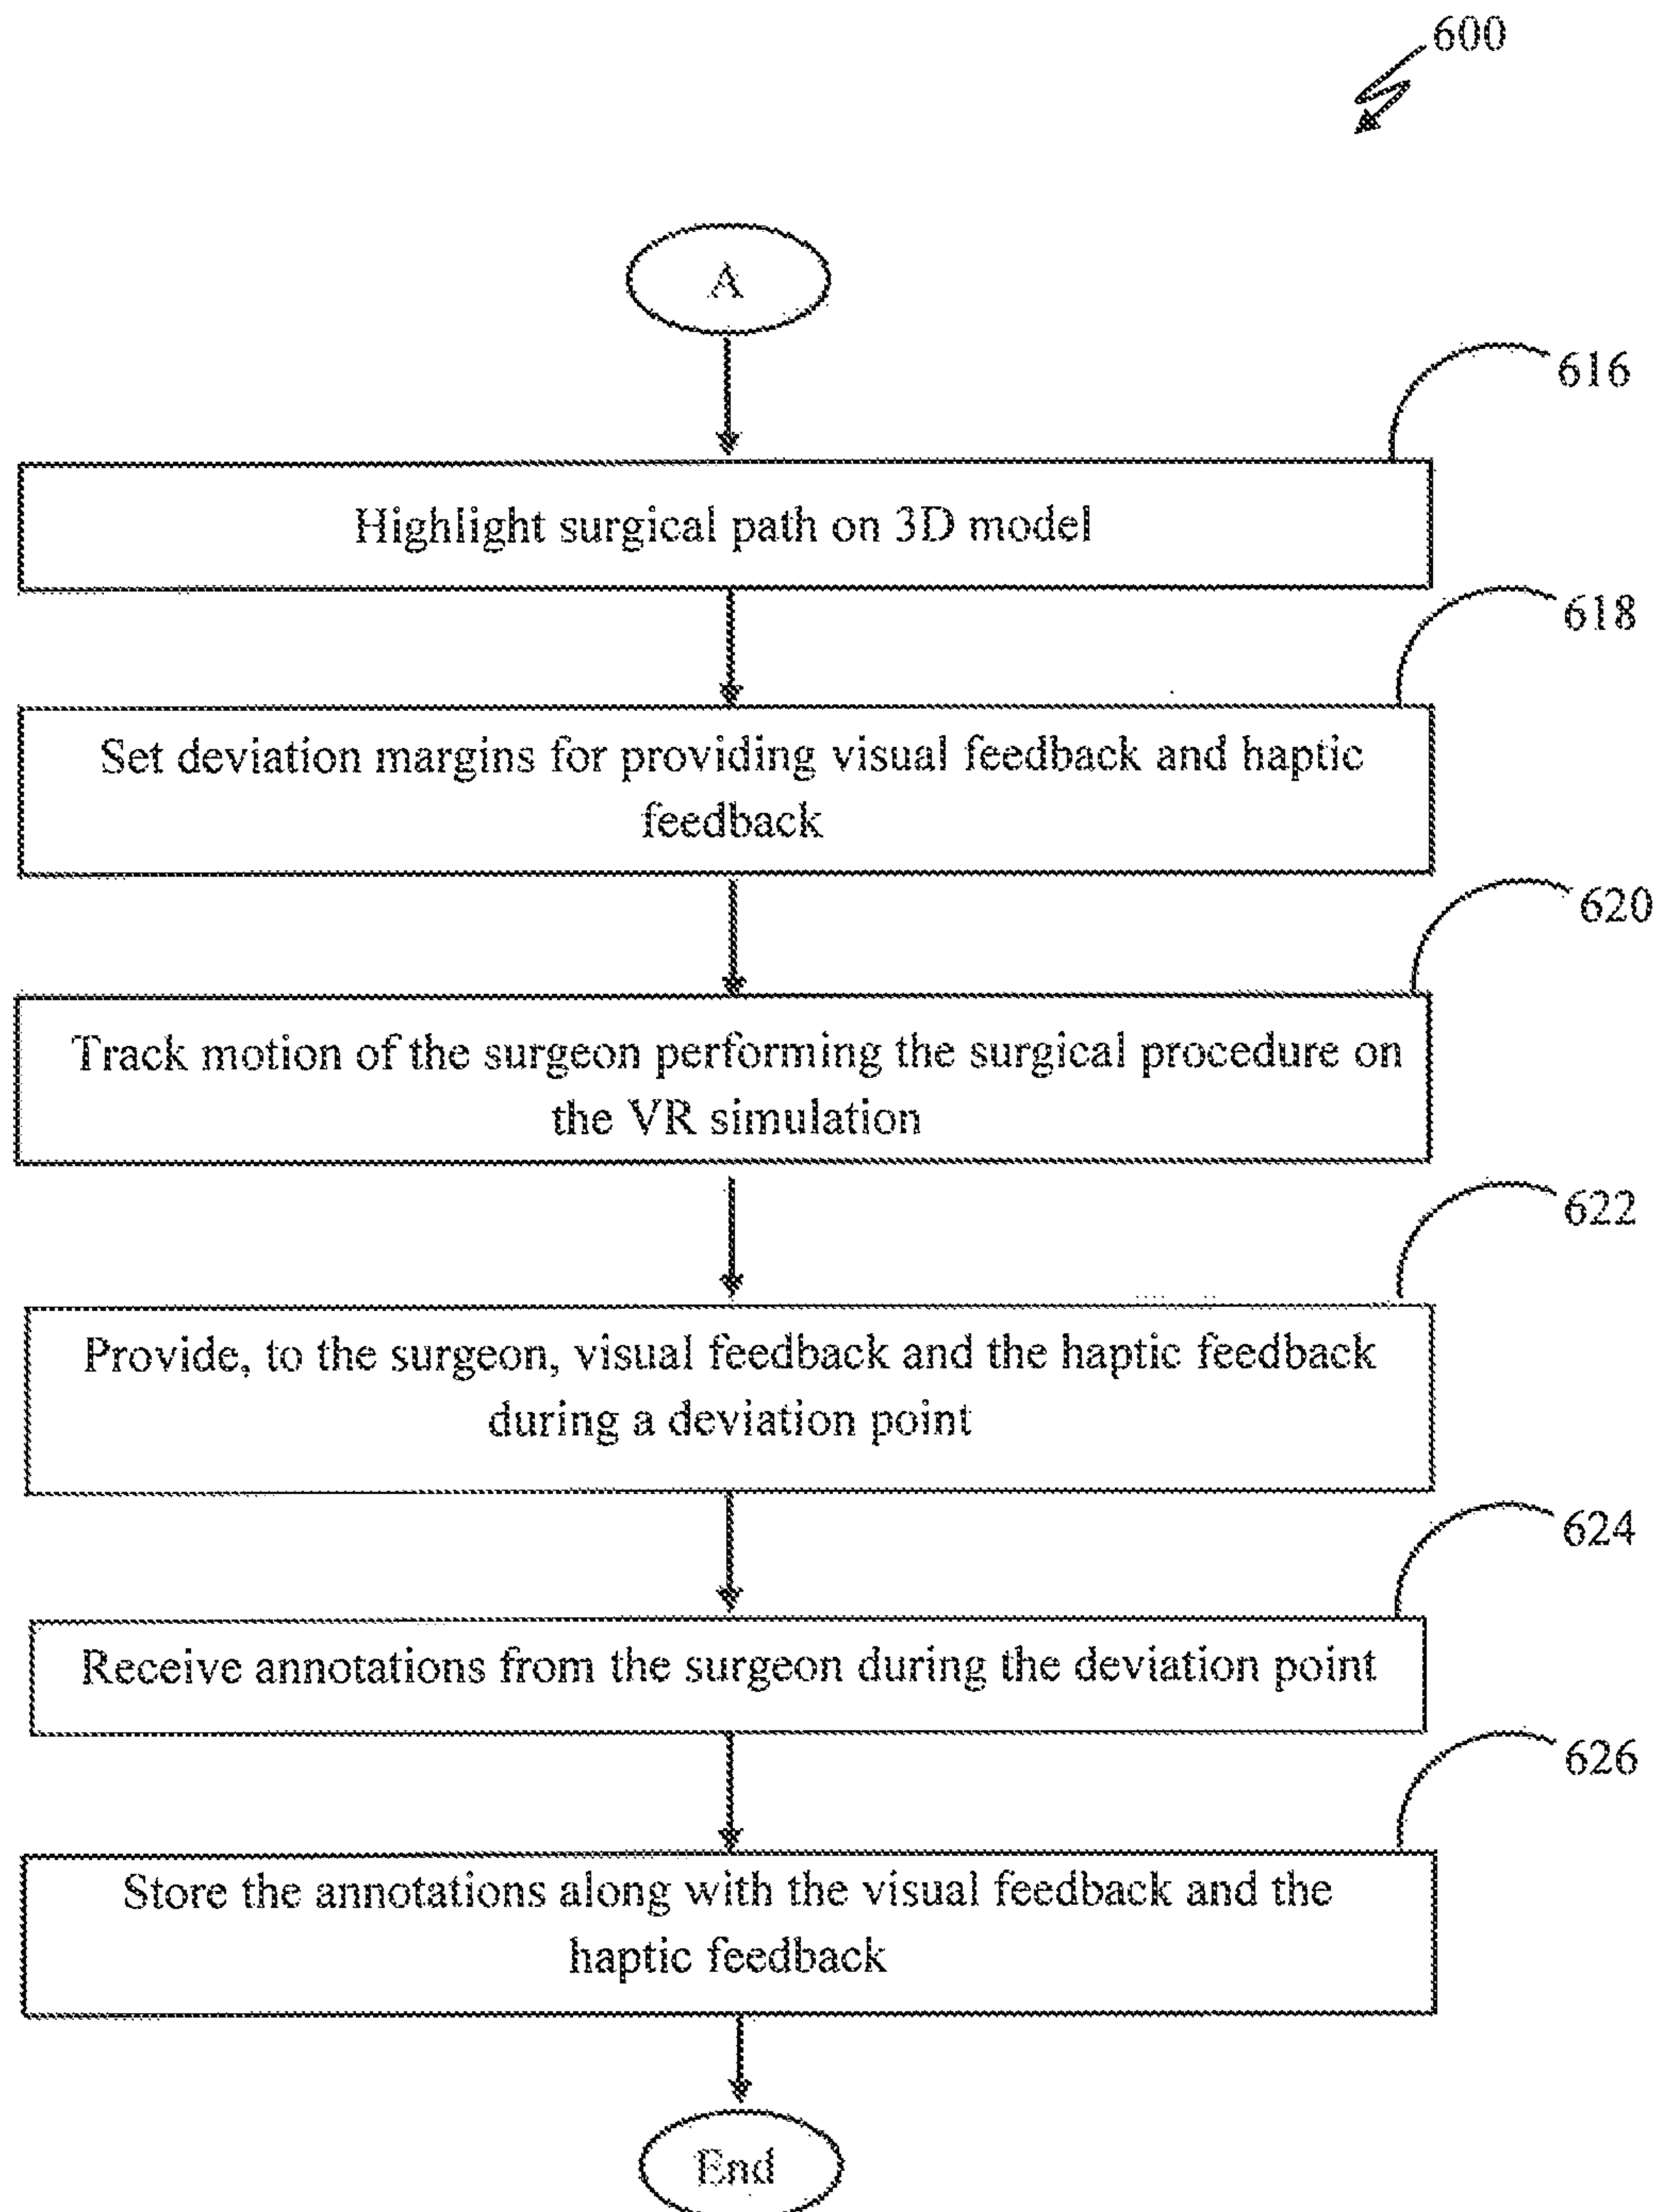 600
A
616
Highlight surgical path on 3D model
618
Set deviation margins for providing visual feedback and haptic
feedback
620
Track motion of the surgeon performing the surgical procedure on
the VR simulation
622
Provide, to the surgeon, visual feedback and the haptic feedback
during a deviation point
624
Receive annotations from the surgeon during the deviation point
626
Store the annotations along with the visual feedback and the
haptic feedback
End